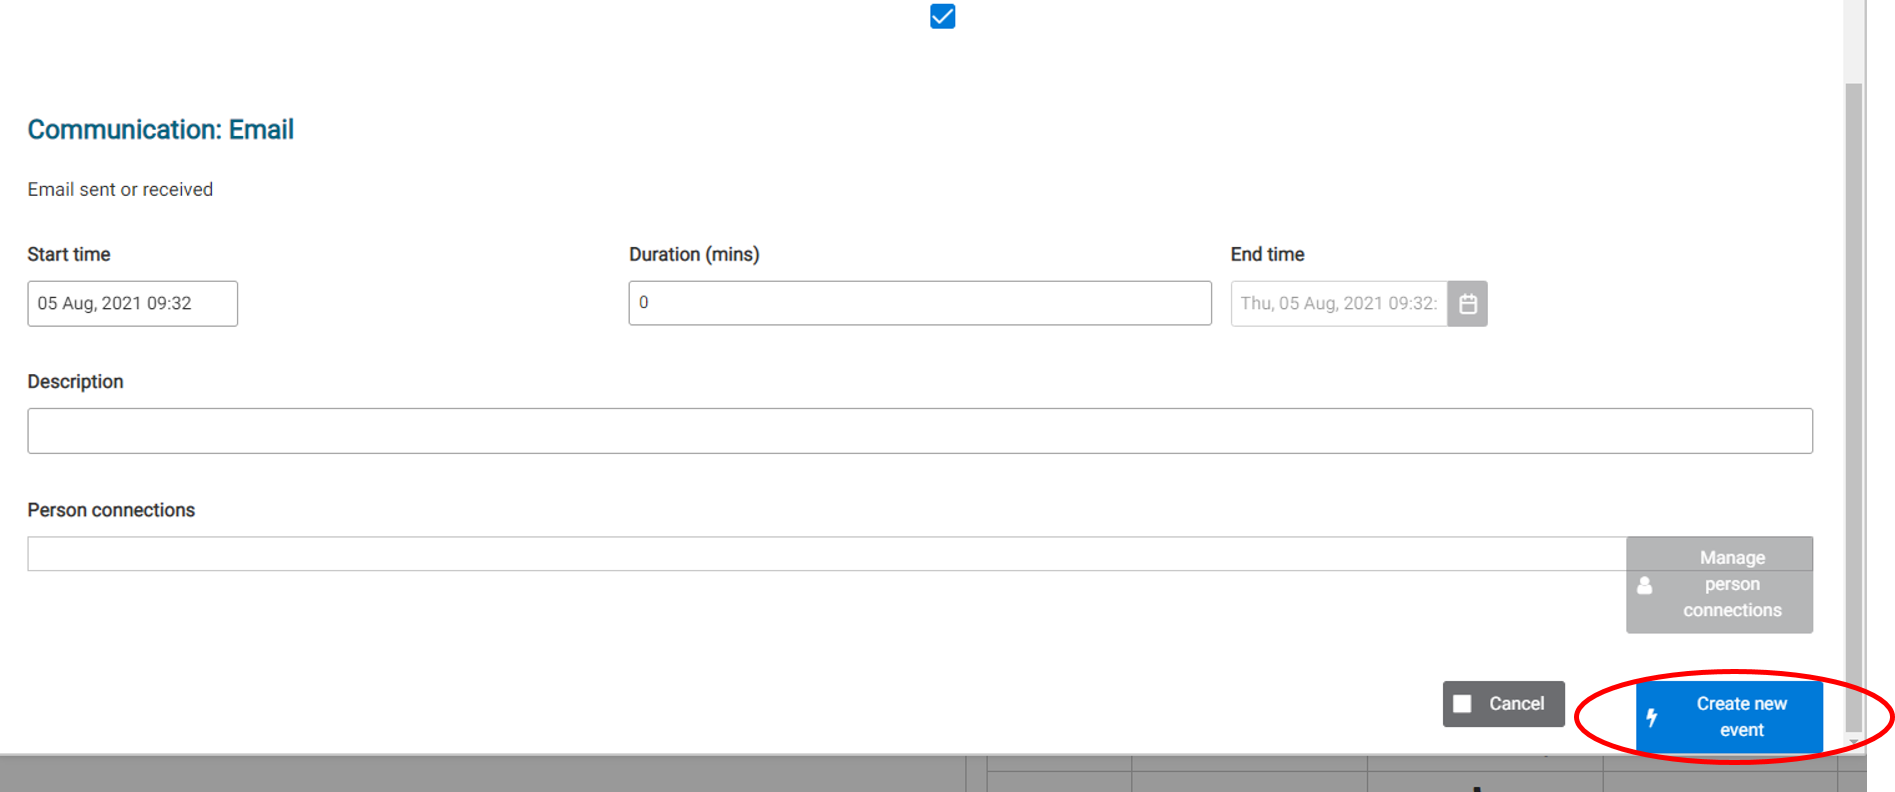 Communication: Email
Email sent or received
Start time
Duration (mins)
End time
05 Aug, 2021 09:32
0
Thu, 05 Aug, 2021 09:32:
Description
Person connections
Manage
person
connections
Cancel
Create new
event